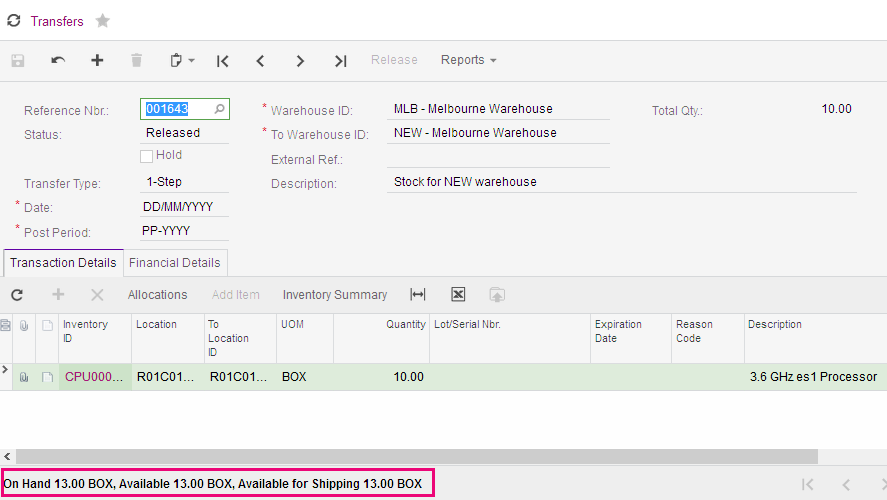 Transfers
Release Reports
Reference Nbr.: 001643 * Warehouse ID: MLB - Melbourne Warehouse Total Qty.: 10.00
Status: Released * To Warehouse ID: NEW - Melbourne Warehouse
Hold External Ref.:
Transfer Type: 1-Step Description: Stock for NEW warehouse
* Date: DD/MM/YYYY
* Post Period: PP-YYYY
Transaction Details Financial Details
Allocations Add Item Inventory Summary
Inventory ID Location To Location ID UOM Quantity Lot/Serial Nbr. Expiration Date Reason Code Description
CPU000... R01C01... R01C01... BOX 10.00 3.6 GHz es1 Processor
On Hand 13.00 BOX, Available 13.00 BOX, Available for Shipping 13.00 BOX